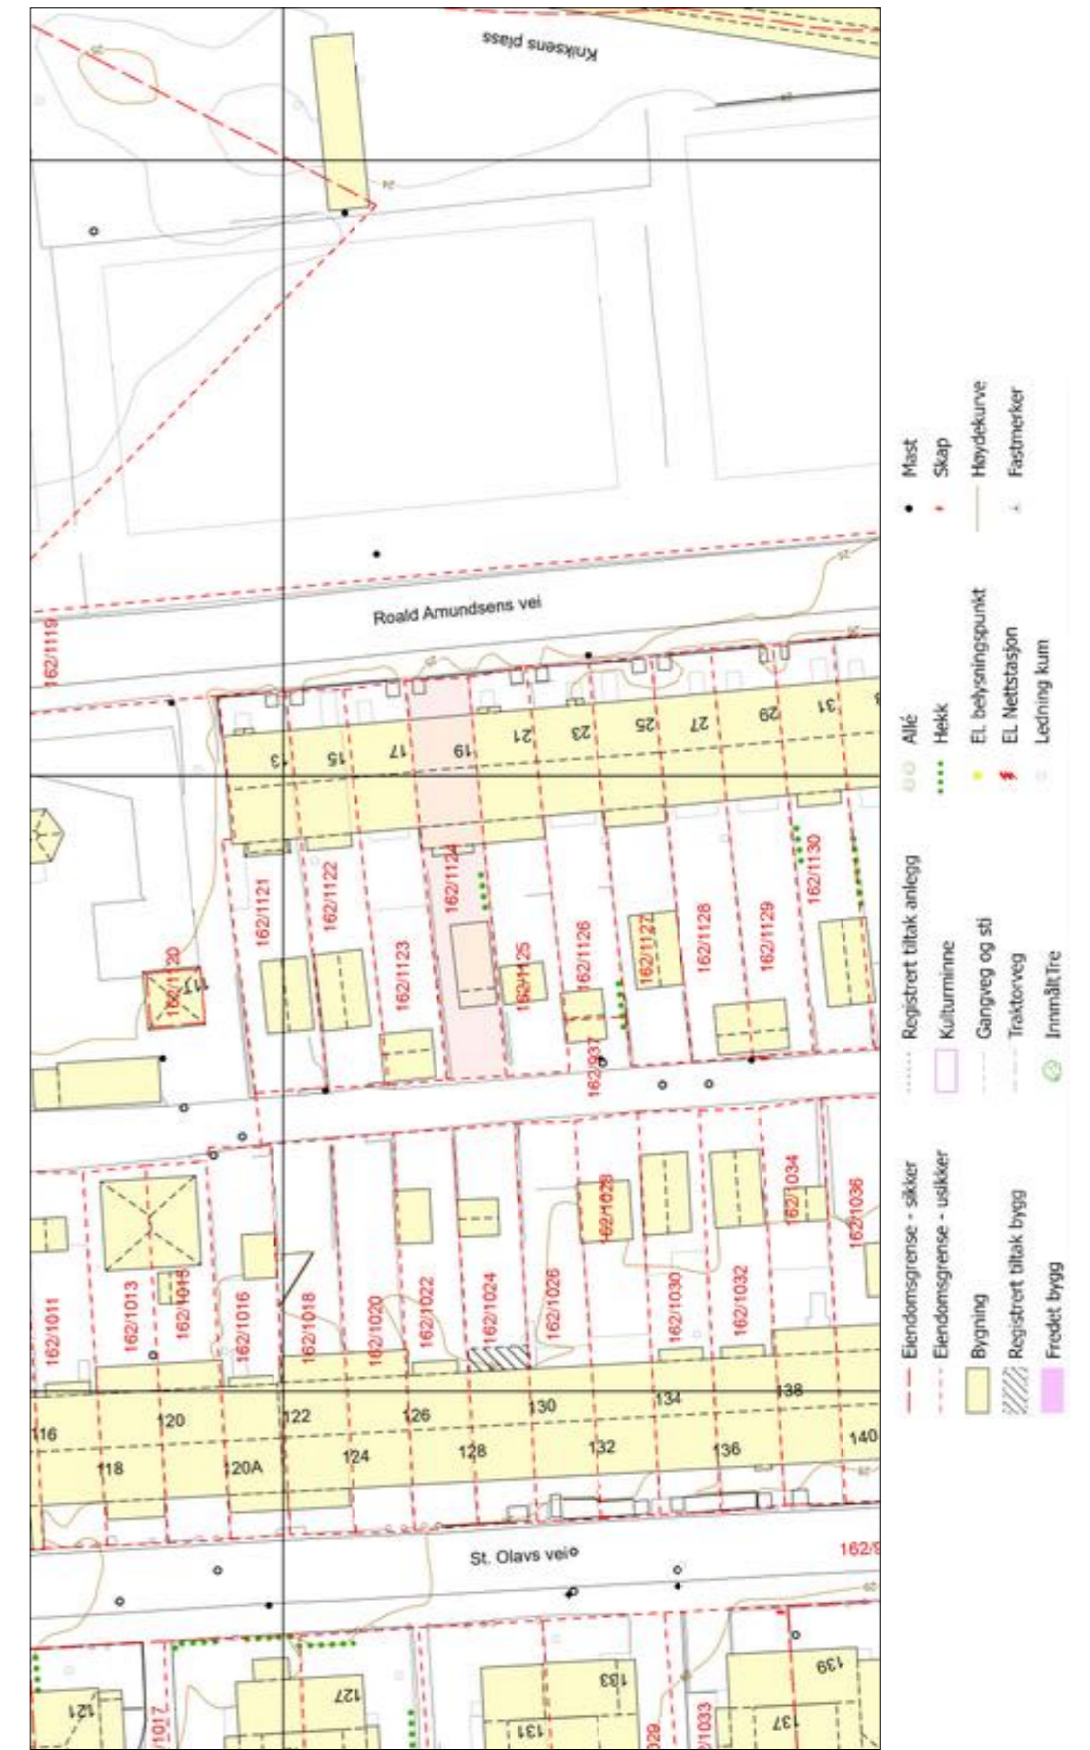 Kniksens plass
Roald Amundsens vei
162/1119
13
15
17
19
21
23
25
27
29
31
162/1120
117
162/1121
162/1122
162/1123
162/1124
162/1125
162/1126
162/1127
162/1128
162/1129
162/1130
162/937
162/1011
162/1013
162/1015
162/1016
162/1018
162/1020
162/1022
162/1024
162/1026
162/1028
162/1030
162/1032
162/1034
162/1036
116
118
120
120A
122
124
126
128
130
132
134
136
138
140
St. Olavs vei
162/9
121
/1017
127
131
133
029
2/1033
137
139
Eiendomsgrense - sikker
Eiendomsgrense - usikker
Bygning
Registrert tiltak bygg
Fredet bygg
Registrert tiltak anlegg
Kulturminne
Gangveg og sti
Traktorveg
InnmåltTre
Allé
Hekk
EL belysningspunkt
EL Nettstasjon
Ledning kum
Mast
Skap
Høydekurve
Fastmerker